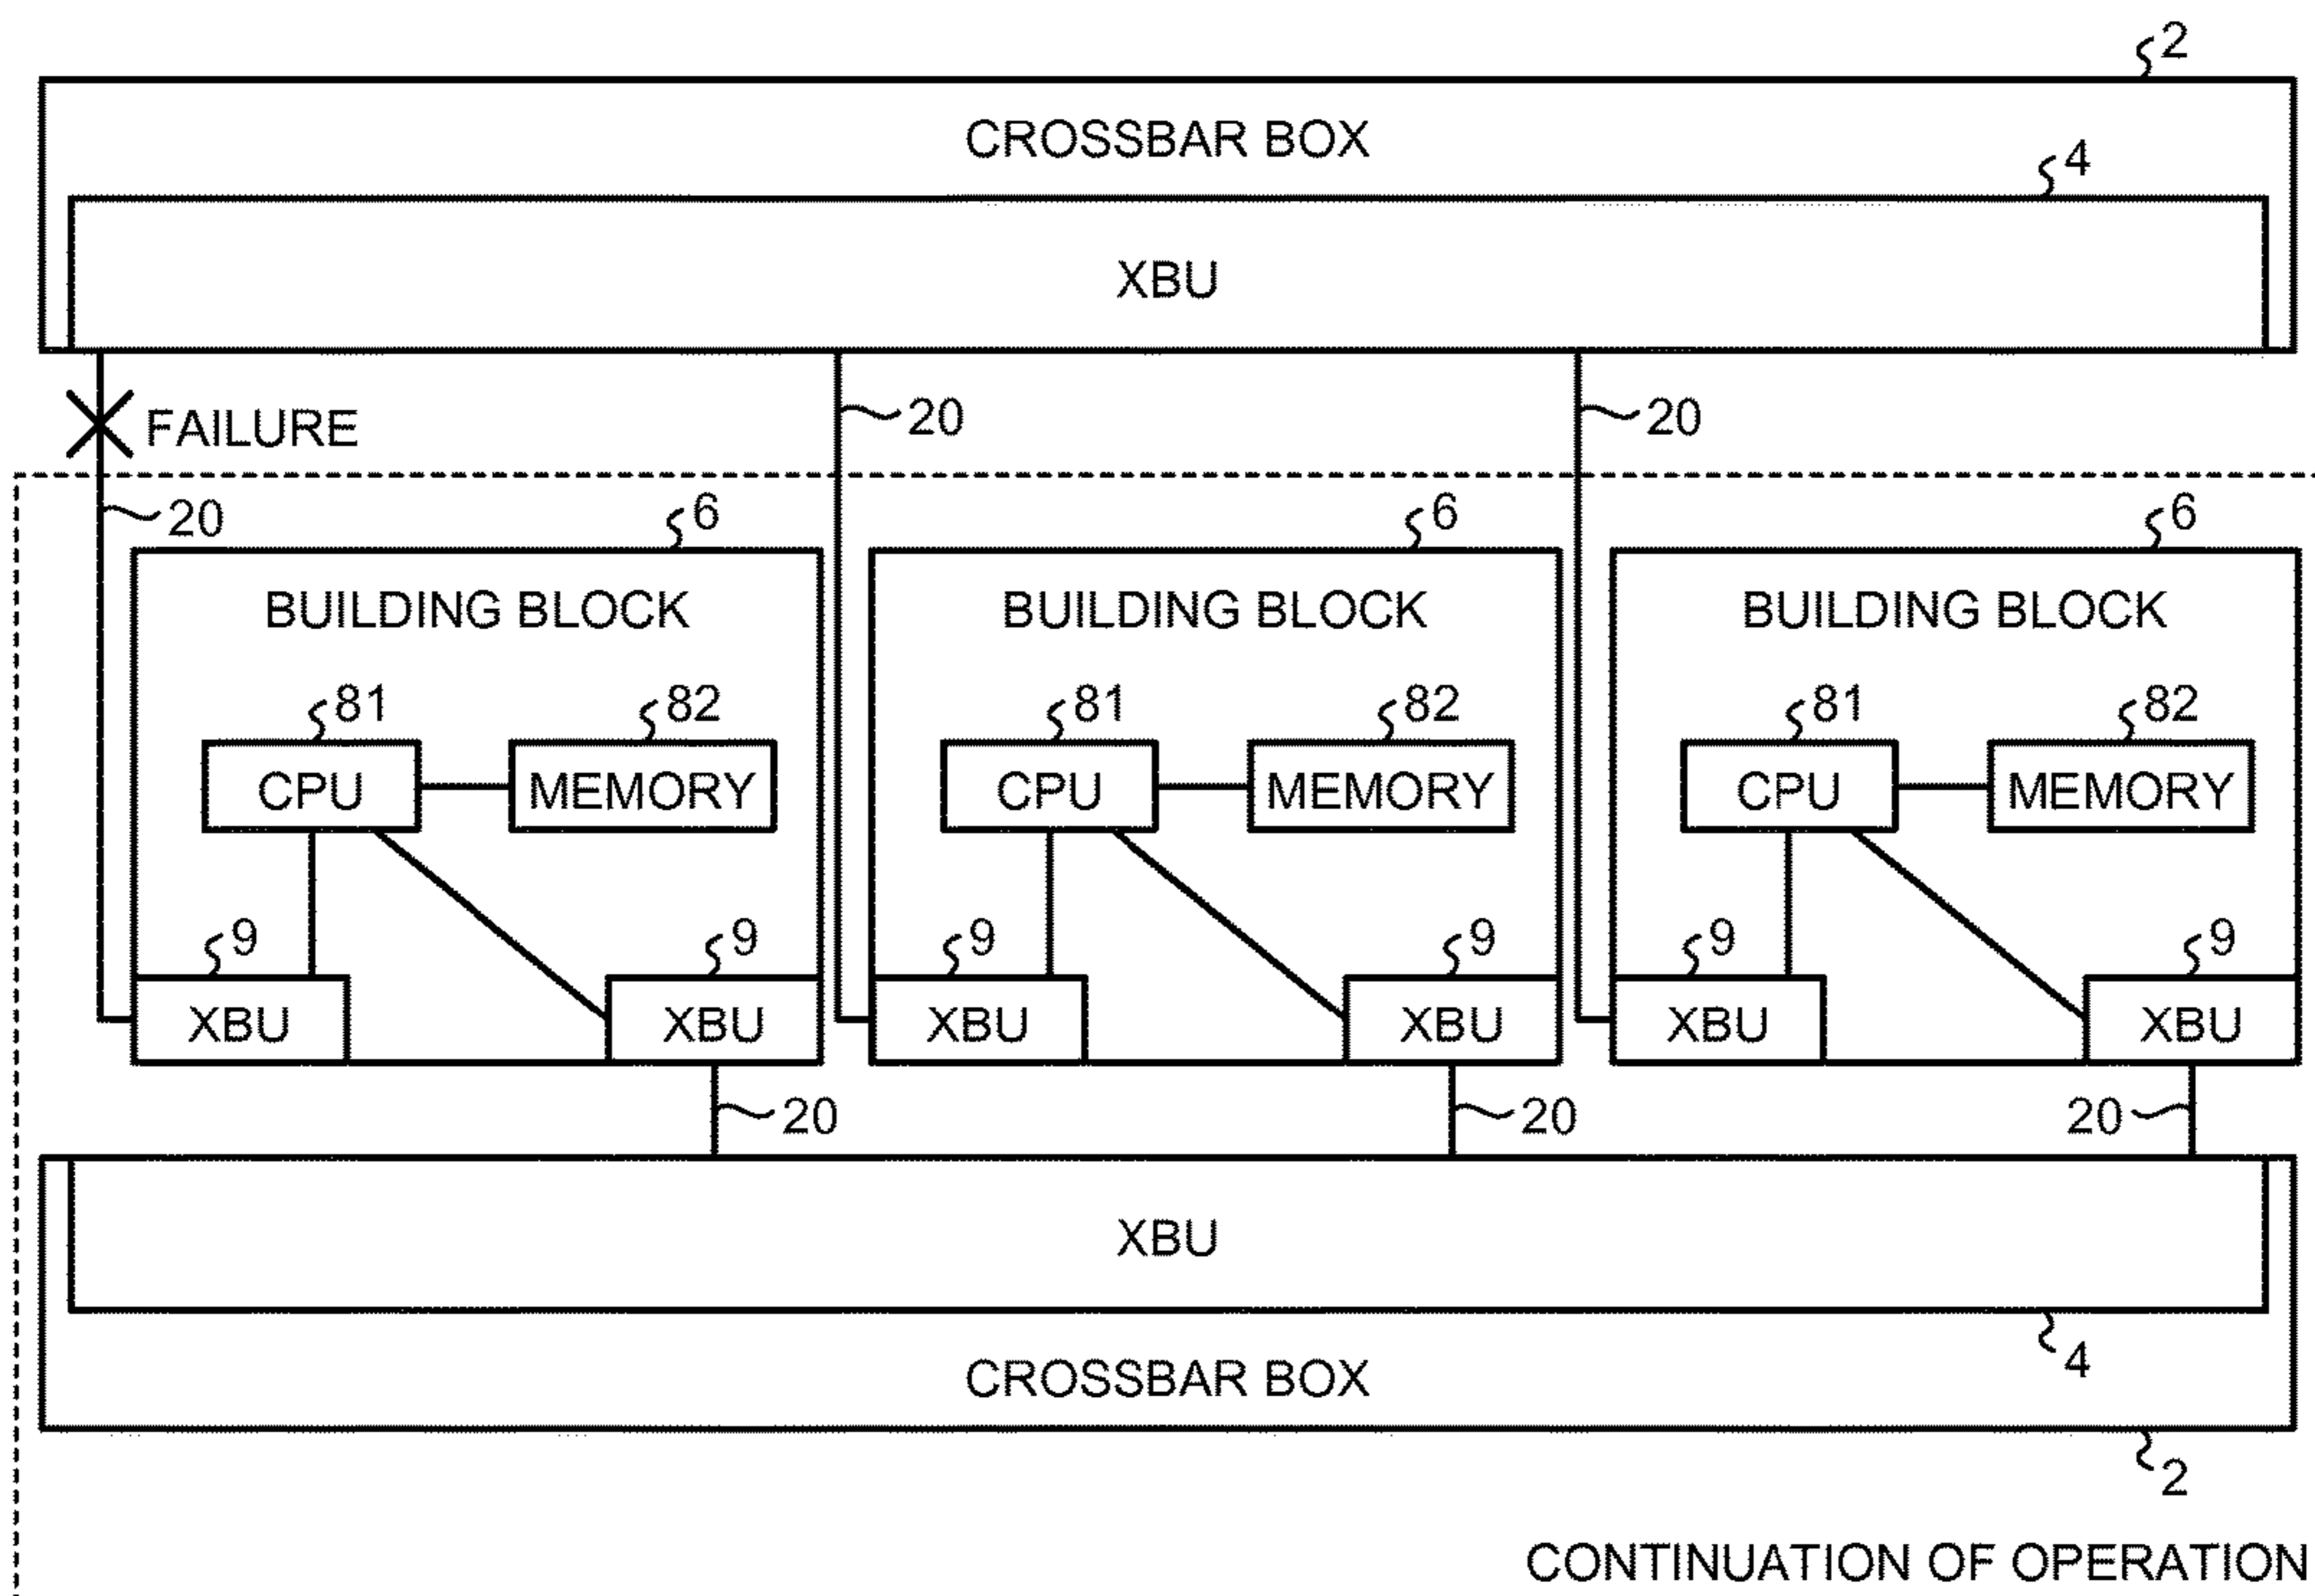 2
CROSSBAR BOX
4
XBU
FAILURE
20
20
20
6
6
6
BUILDING BLOCK
BUILDING BLOCK
BUILDING BLOCK
81
82
81
82
81
82
CPU
MEMORY
CPU
MEMORY
CPU
MEMORY
9
9
9
9
9
9
XBU
XBU
XBU
XBU
XBU
XBU
20
20
20
XBU
4
CROSSBAR BOX
2
CONTINUATION OF OPERATION